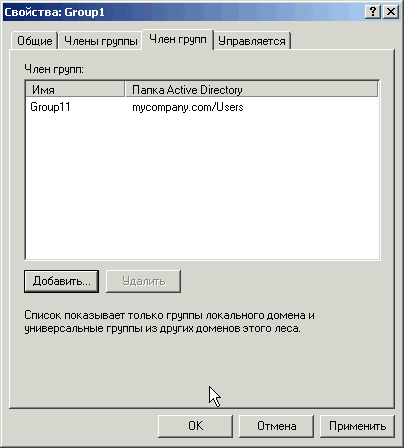 Свойства: Group1
Общие Члены группы Член групп Управляется
Член групп:
Имя Папка Active Directory
Group11 mycompany.com/Users
Добавить... Удалить
Список показывает только группы локального домена и
универсальные группы из других доменов этого леса.
OK Отмена Применить